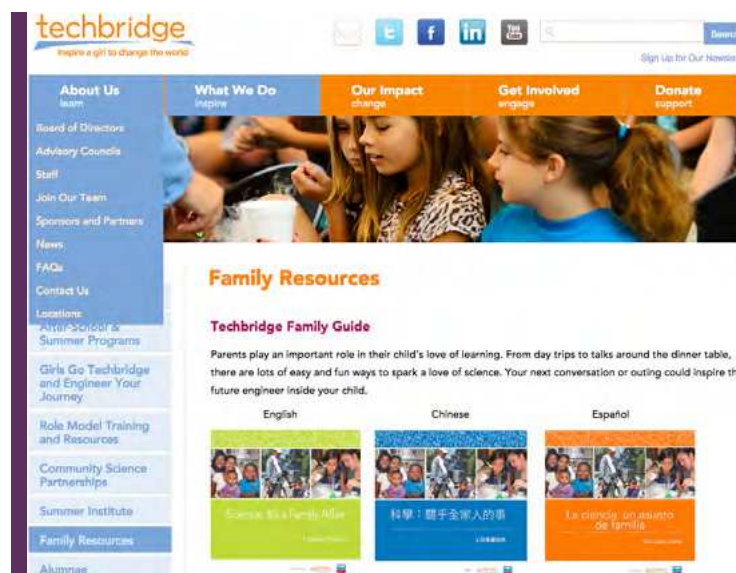 techbridge
Inspire a girl to change the world
Search
Sign Up for Our Newsle
About Us
learn
What We Do
inspire
Our Impact
change
Get Involved
engage
Donate
support
Board of Directors
Advisory Councils
Staff
Join Our Team
Sponsors and Partners
News
FAQs
Contact Us
Locations
After-School &
Summer Programs
Girls Go Techbridge
and Engineer Your
Journey
Role Model Training
and Resources
Community Science
Partnerships
Summer Institute
Family Resources
Alumnae
Family Resources
Techbridge Family Guide
Parents play an important role in their child's love of learning. From day trips to talks around the dinner table,
there are lots of easy and fun ways to spark a love of science. Your next conversation or outing could inspire th
future engineer inside your child.
English
Chinese
Español
Science: It's a Family Affair
科學：關乎全家人的事
La ciencia: un asunto
de familia